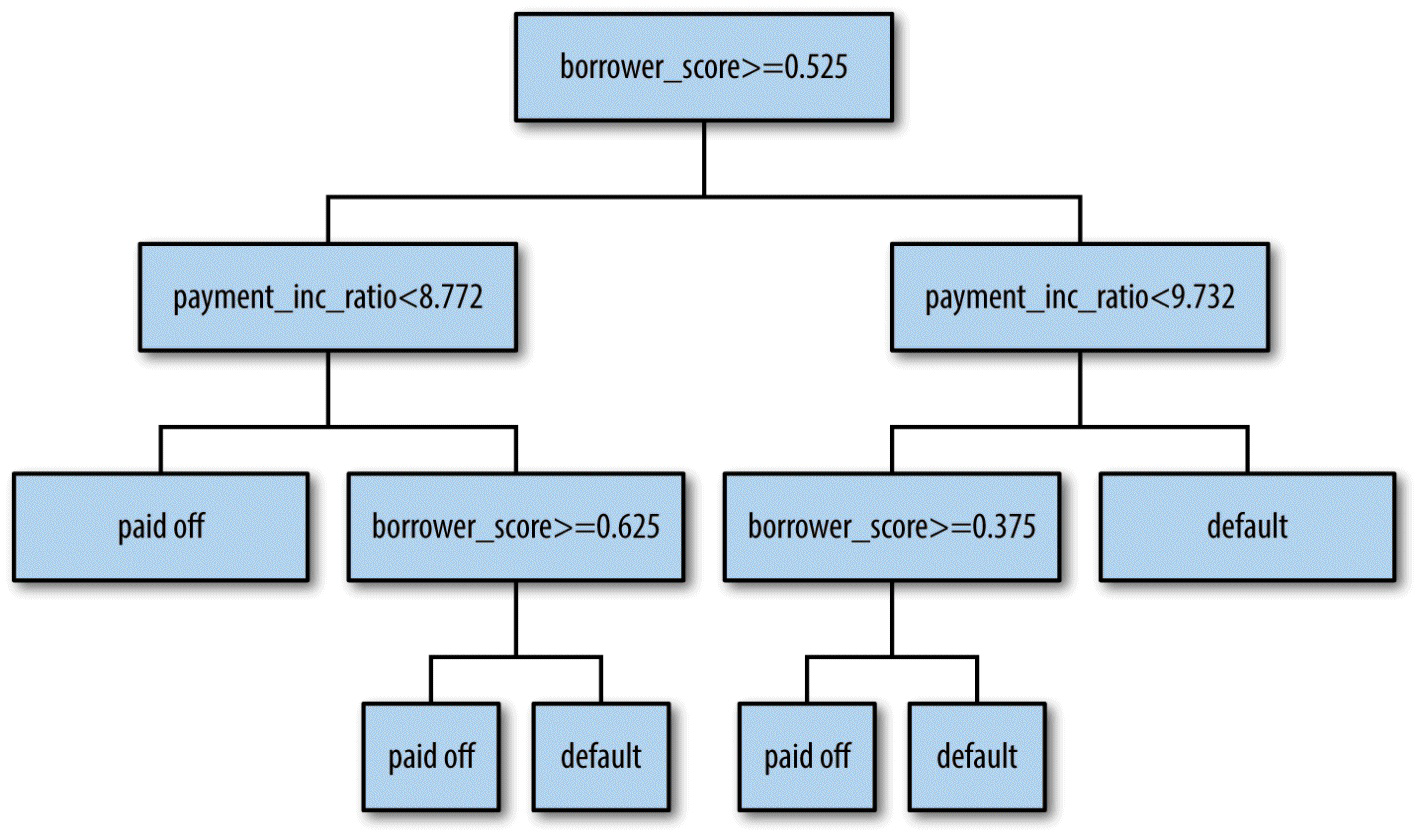 borrower_score>=0.525
payment_inc_ratio<8.772
payment_inc_ratio<9.732
paid off
borrower_score>=0.625
borrower_score>=0.375
default
paid off
default
paid off
default